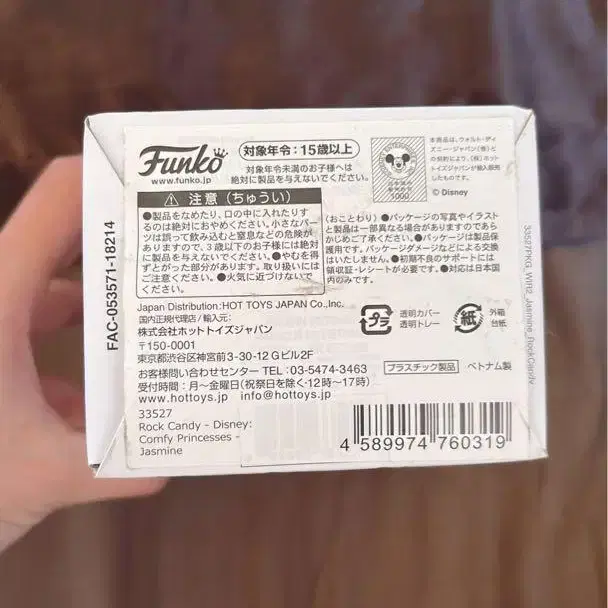 Funko
www.funko.jp
対象年令：15歳以上
対象年令未満のお子様へは
絶対に製品を与えないでください。
本商品は、ウォルト・ディ
ズニー・ジャパン(株)と
の契約により、(株)ホット
トイズジャパンが輸入販売
したものです。
© Disney
⚠ 注意（ちゅうい）
●製品をなめたり、口の中に入れたりす
るのは絶対におやめください。小さなパー
ツは誤って飲み込むと窒息などの危険が
ありますので、3歳以下のお子様には絶対
に製品を与えないでください。●やむを得
ずとがった部分があります。取り扱いには
ご注意ください。●火気に近づけないでく
ださい。
（おことわり）●パッケージの写真やイラスト
と製品は一部異なる場合がありますのであら
かじめご了承ください。●パッケージは製品保
護用です。パッケージダメージなどによる交換
はいたしません。●初期不良のサポートには
領収証・レシートが必要です。●対応は日本国
内のみです。
Japan Distribution:HOT TOYS JAPAN Co.,Inc.
国内正規代理店/輸入元：
株式会社ホットトイズジャパン
〒150-0001
東京都渋谷区神宮前3-30-12 Gビル2F
お客様問い合わせセンター TEL：03-5474-3463
受付時間：月〜金曜日(祝祭日を除く・12時〜17時)
www.hottoys.jp info@hottoys.jp
プラ
透明カバー
透明トレー
紙
外箱
台紙
プラスチック製品
ベトナム製
33527
Rock Candy - Disney:
Comfy Princesses -
Jasmine
4 589974 760319
FAC-053571-18214